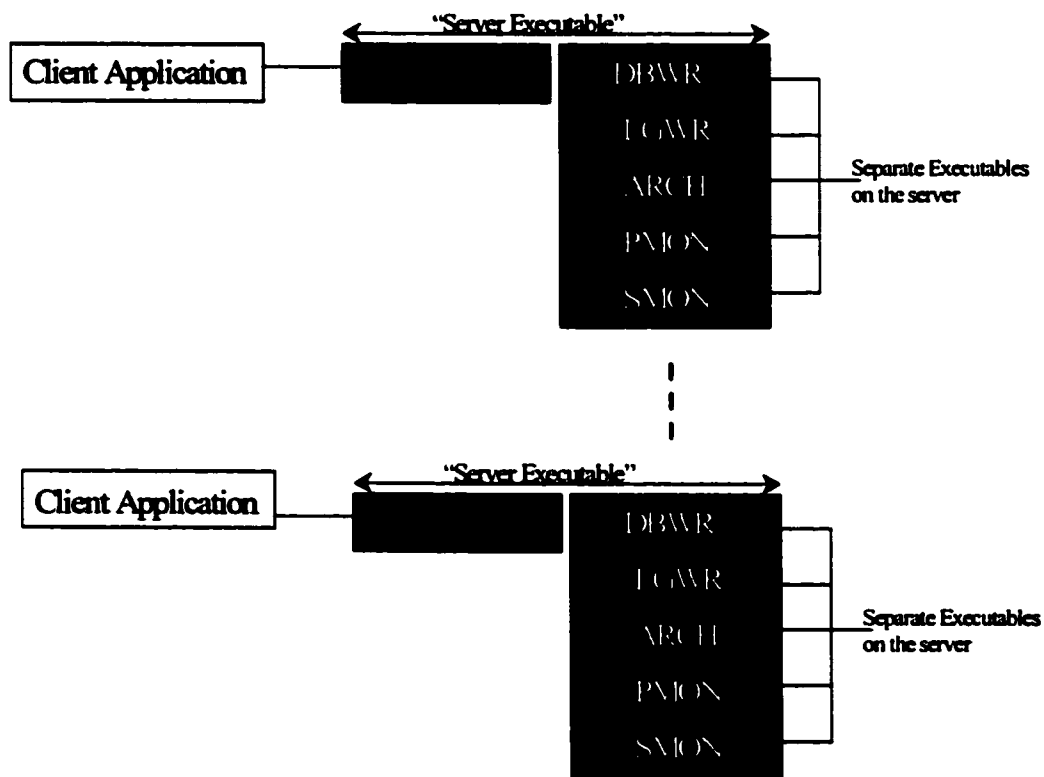 “Server Executable”
Client Application
DBWR
LGWR
ARCH
PMON
SMON
Separate Executables
on the server
“Server Executable”
Client Application
DBWR
LGWR
ARCH
PMON
SMON
Separate Executables
on the server